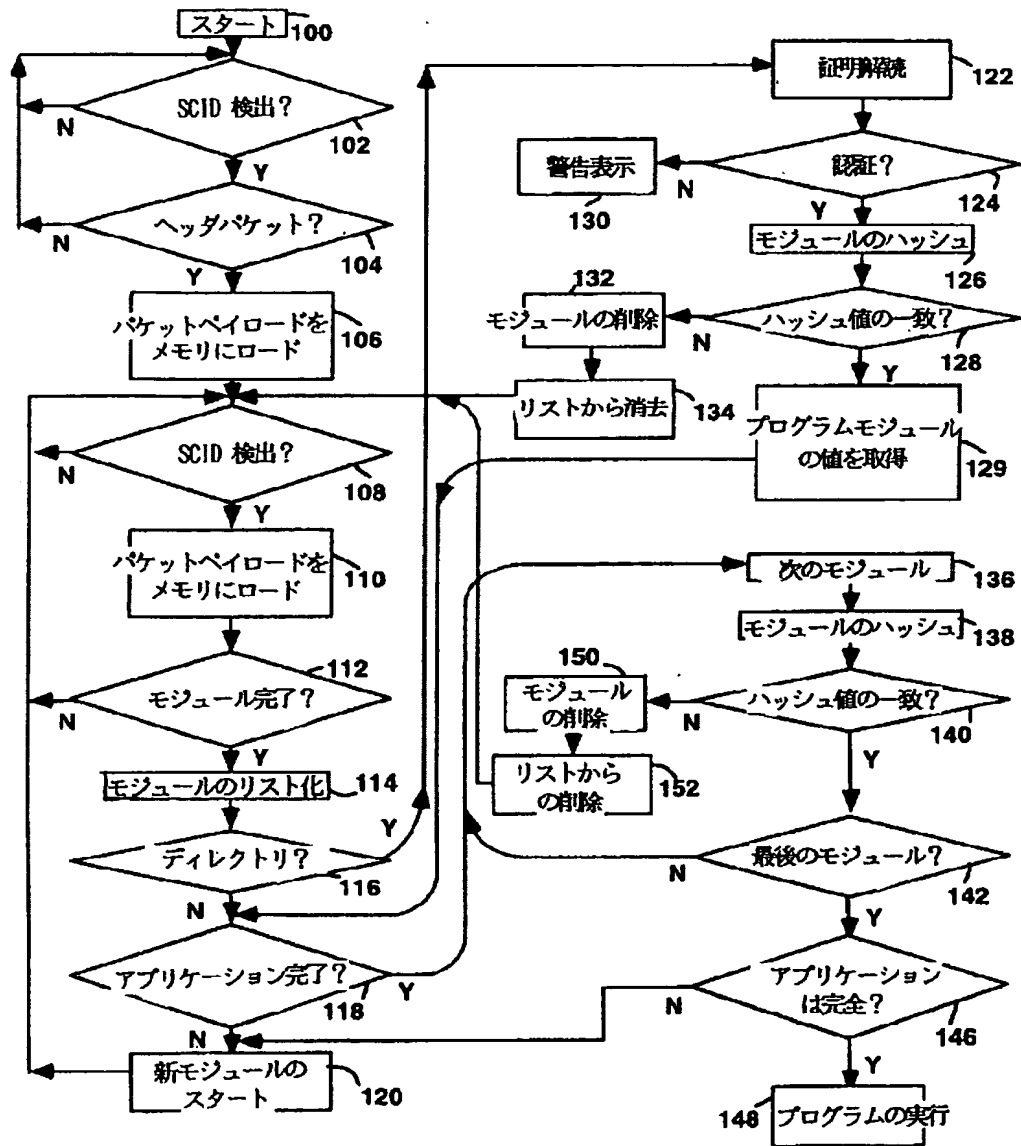 スタート
100
SCID 検出?
N
102
Y
ヘッダパケット?
N
104
Y
パケットペイロードを
メモリにロード
106
SCID 検出?
N
108
Y
パケットペイロードを
メモリにロード
110
112
モジュール完了?
N
Y
モジュールのリスト化
114
Y
ディレクトリ?
116
N
アプリケーション完了?
Y
118
N
新モジュールの
スタート
120
証明解読
122
認証?
N
124
警告表示
130
Y
モジュールのハッシュ
126
132
モジュールの削除
ハッシュ値の一致?
N
128
Y
リストから消去
134
プログラムモジュール
の値を取得
129
次のモジュール
136
モジュールのハッシュ
138
150
モジュール
の削除
ハッシュ値の一致?
N
140
Y
リストから
の削除
152
最後のモジュール?
N
142
Y
アプリケーション
は完全?
N
146
Y
148
プログラムの実行